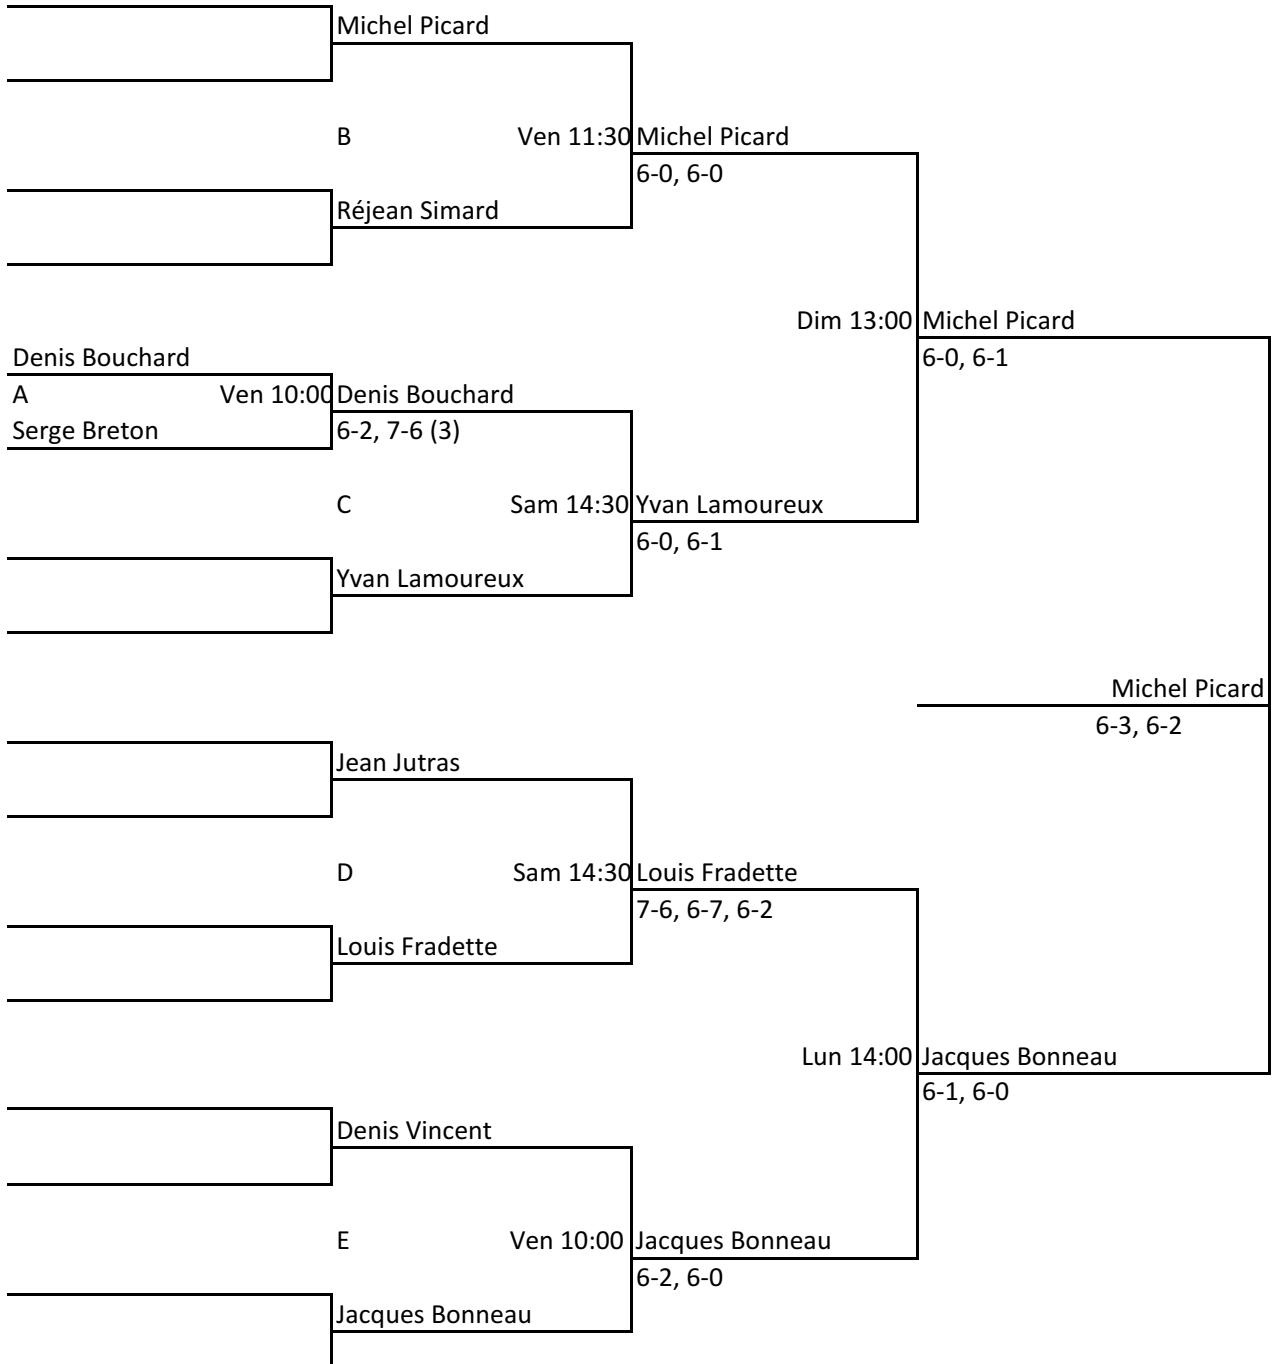 Michel Picard
B Ven 11:30 Michel Picard
6-0, 6-0
Réjean Simard
Dim 13:00 Michel Picard
Denis Bouchard 6-0, 6-1
A Ven 10:00 Denis Bouchard
Serge Breton 6-2, 7-6 (3)
C Sam 14:30 Yvan Lamoureux
6-0, 6-1
Yvan Lamoureux
Michel Picard
6-3, 6-2
Jean Jutras
D Sam 14:30 Louis Fradette
7-6, 6-7, 6-2
Louis Fradette
Lun 14:00 Jacques Bonneau
6-1, 6-0
Denis Vincent
E Ven 10:00 Jacques Bonneau
6-2, 6-0
Jacques Bonneau